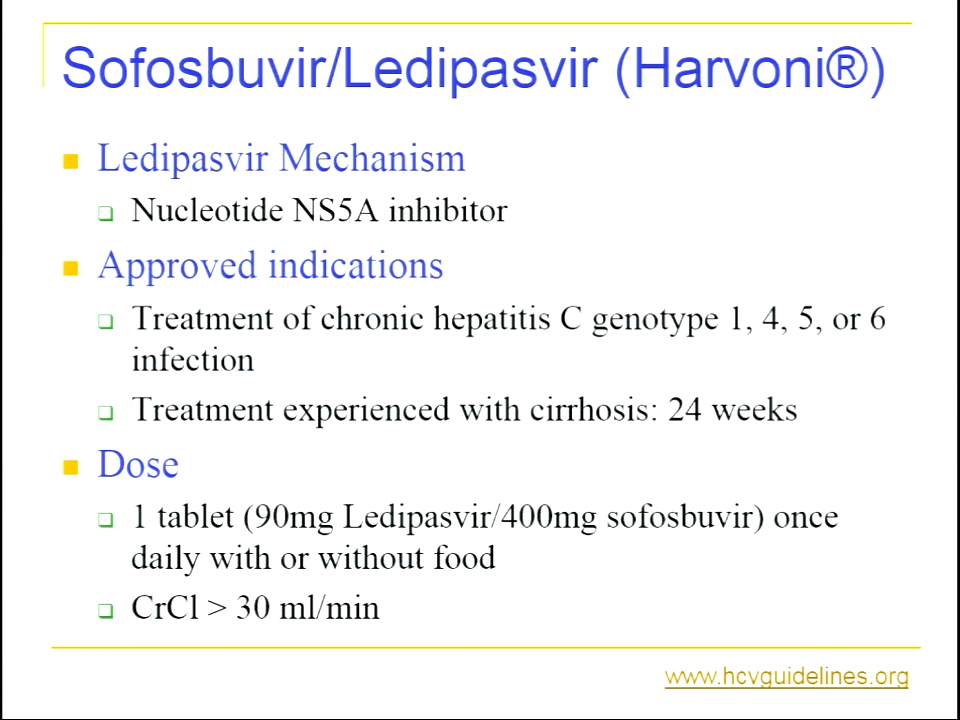 Sofosbuvir/Ledipasvir (Harvoni®)
Ledipasvir Mechanism
Nucleotide NS5A inhibitor
Approved indications
Treatment of chronic hepatitis C genotype 1, 4, 5, or 6
infection
Treatment experienced with cirrhosis: 24 weeks
Dose
1 tablet (90mg Ledipasvir/400mg sofosbuvir) once
daily with or without food
CrCl > 30 ml/min
www.hcvguidelines.org